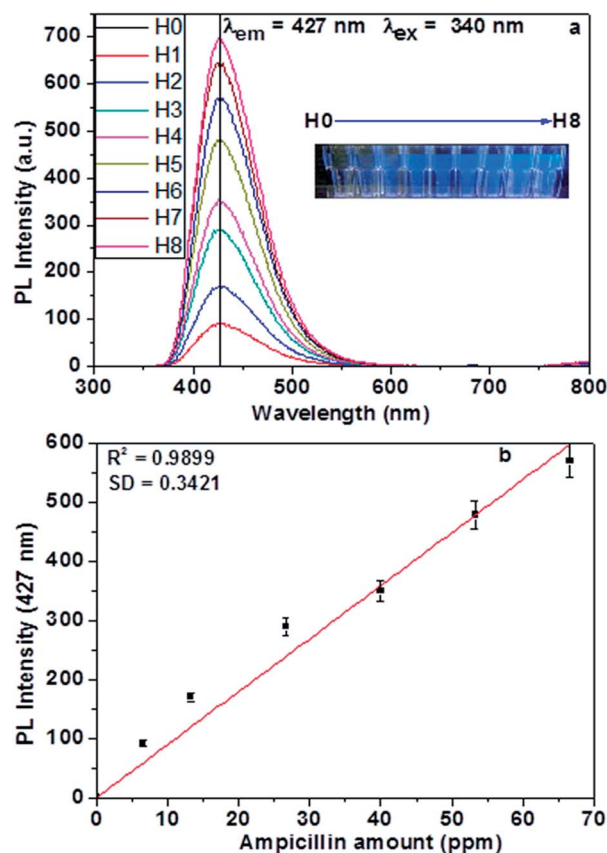 λem = 427 nm λex = 340 nm a
H0
H1
H2
H3
H4
H5
H6
H7
H8
H0 H8
700
600
500
400
300
200
100
0
PL Intensity (a.u.)
300 400 500 600 700 800
Wavelength (nm)
R² = 0.9899 b
SD = 0.3421
600
500
400
300
200
100
0
PL Intensity (427 nm)
0 10 20 30 40 50 60 70
Ampicillin amount (ppm)